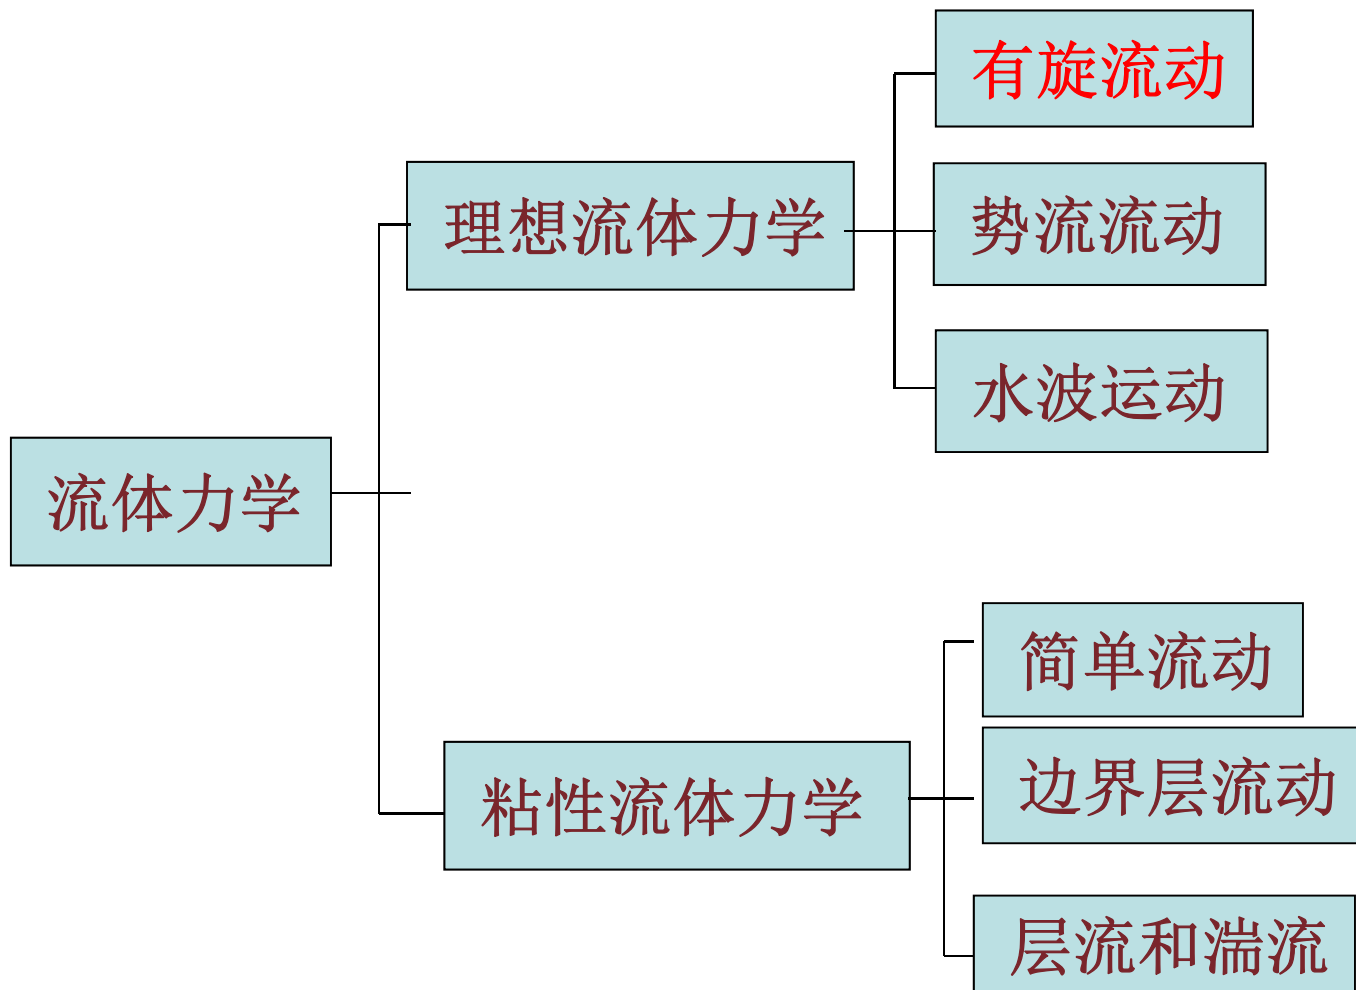 有旋流动
理想流体力学
势流流动
水波运动
流体力学
简单流动
粘性流体力学
边界层流动
层流和湍流